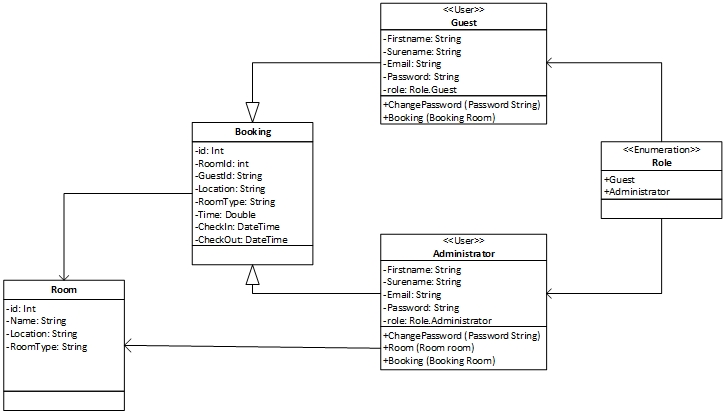 <<User>>
Guest
-Firstname: String
-Surename: String
-Email: String
-Password: String
-role: Role.Guest
+ChangePassword (Password String)
+Booking (Booking Room)
Booking
-id: Int
-RoomId: int
-GuestId: String
-Location: String
-RoomType: String
-Time: Double
-CheckIn: DateTime
-CheckOut: DateTime
<<Enumeration>>
Role
+Guest
+Administrator
<<User>>
Administrator
-Firstname: String
-Surename: String
-Email: String
-Password: String
-role: Role.Administrator
+ChangePassword (Password String)
+Room (Room room)
+Booking (Booking Room)
Room
-id: Int
-Name: String
-Location: String
-RoomType: String